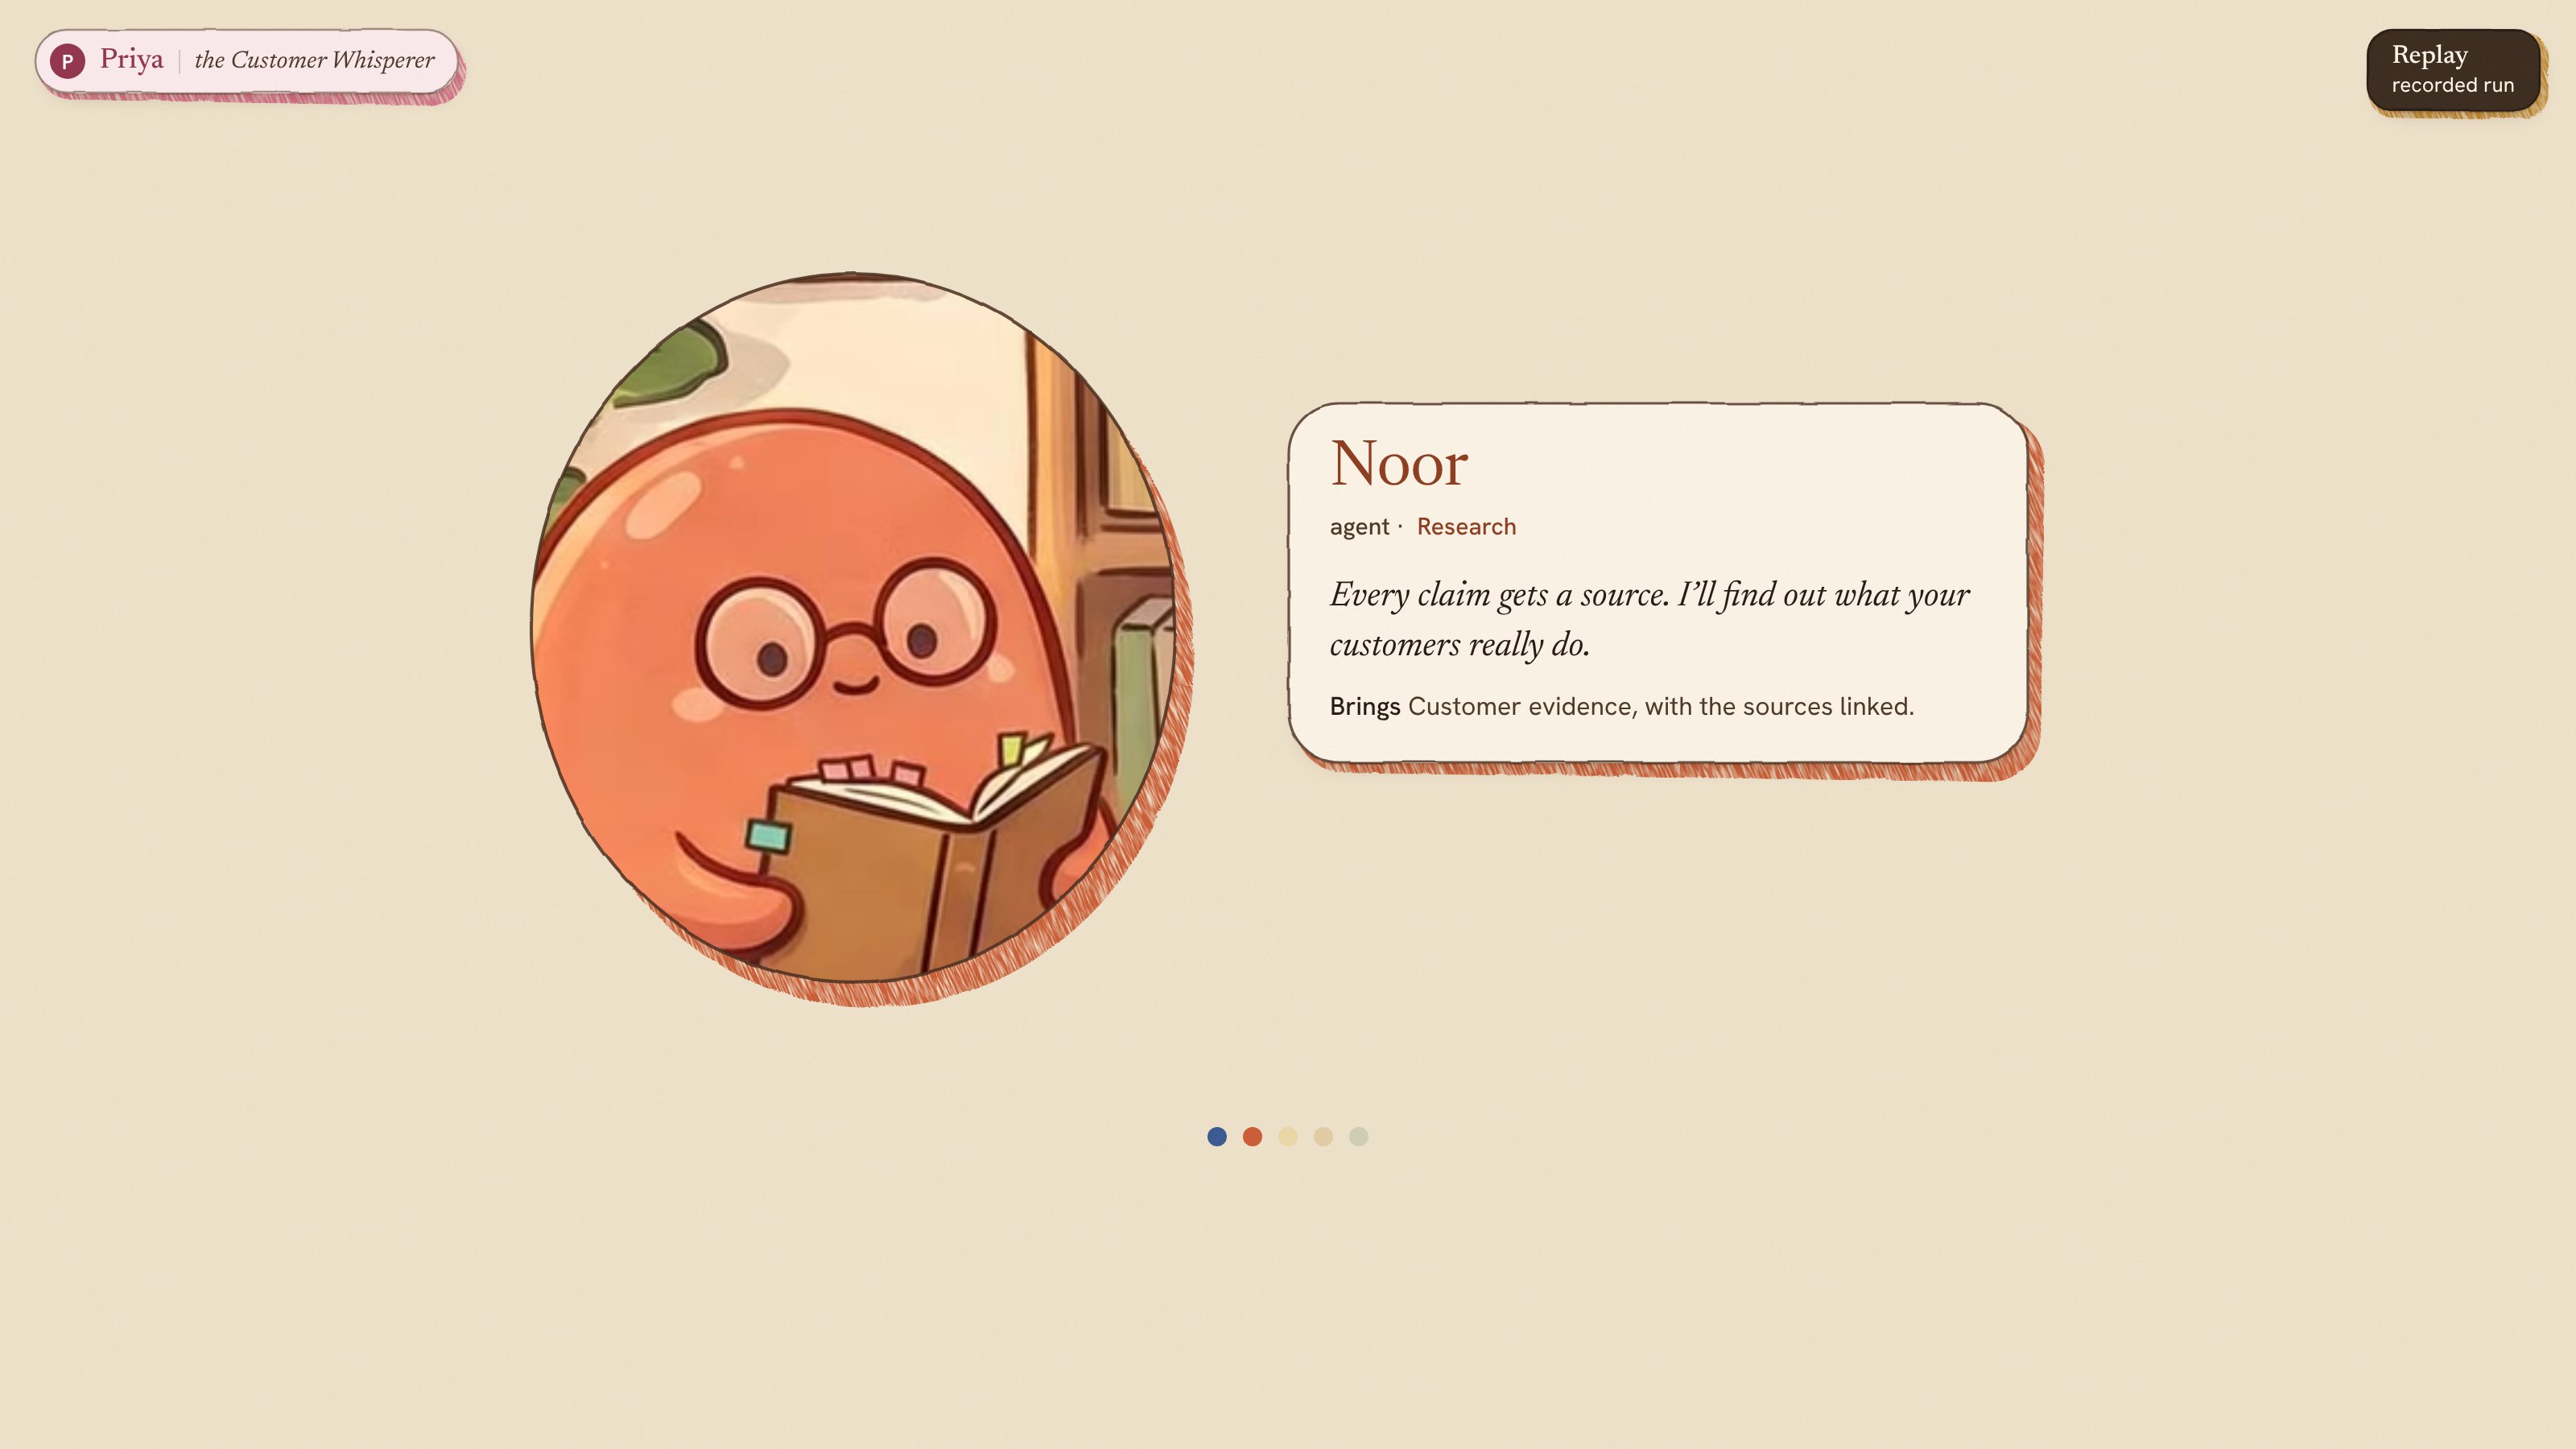 P Priya | the Customer Whisperer
Replay
recorded run
Noor
agent · Research
Every claim gets a source. I’ll find out what your
customers really do.
Brings Customer evidence, with the sources linked.